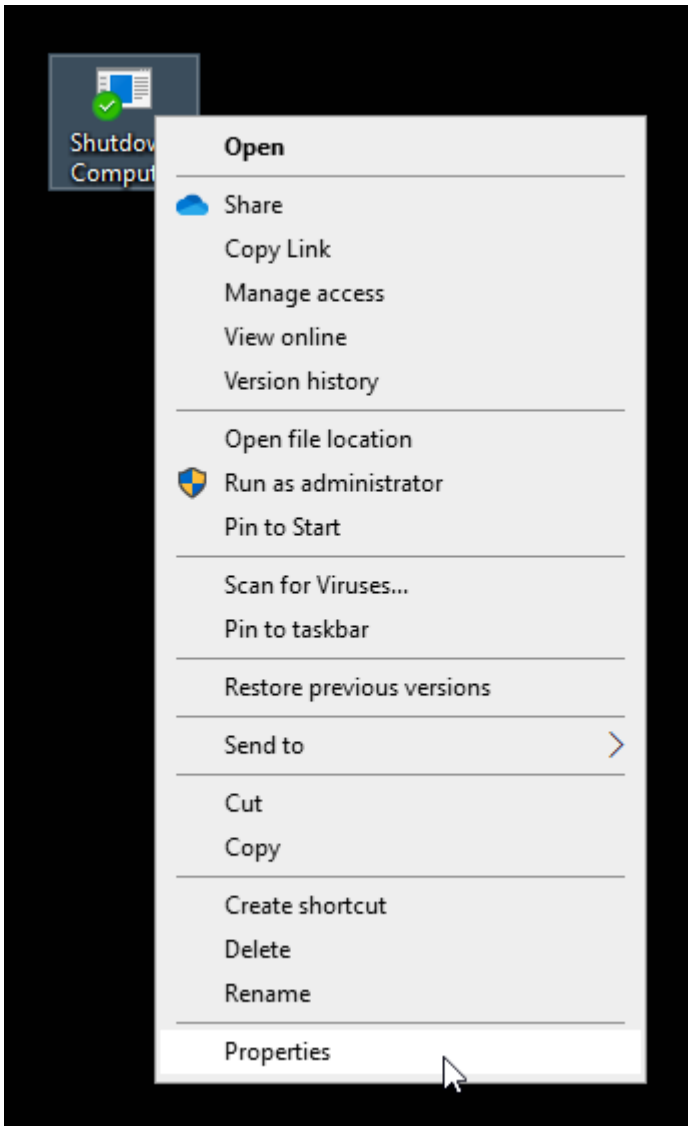 Shutdow
Comput
Open
Share
Copy Link
Manage access
View online
Version history
Open file location
Run as administrator
Pin to Start
Scan for Viruses...
Pin to taskbar
Restore previous versions
Send to
Cut
Copy
Create shortcut
Delete
Rename
Properties